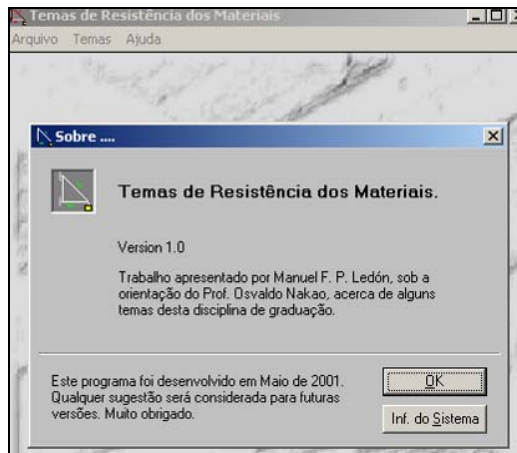 Temas de Resistência dos Materiais
Arquivo Temas Ajuda
Sobre ....
Temas de Resistência dos Materiais.
Version 1.0
Trabalho apresentado por Manuel F. P. Ledón, sob a
orientação do Prof. Osvaldo Nakao, acerca de alguns
temas desta disciplina de graduação.
Este programa foi desenvolvido em Maio de 2001.
Qualquer sugestão será considerada para futuras
versões. Muito obrigado.
OK
Inf. do Sistema